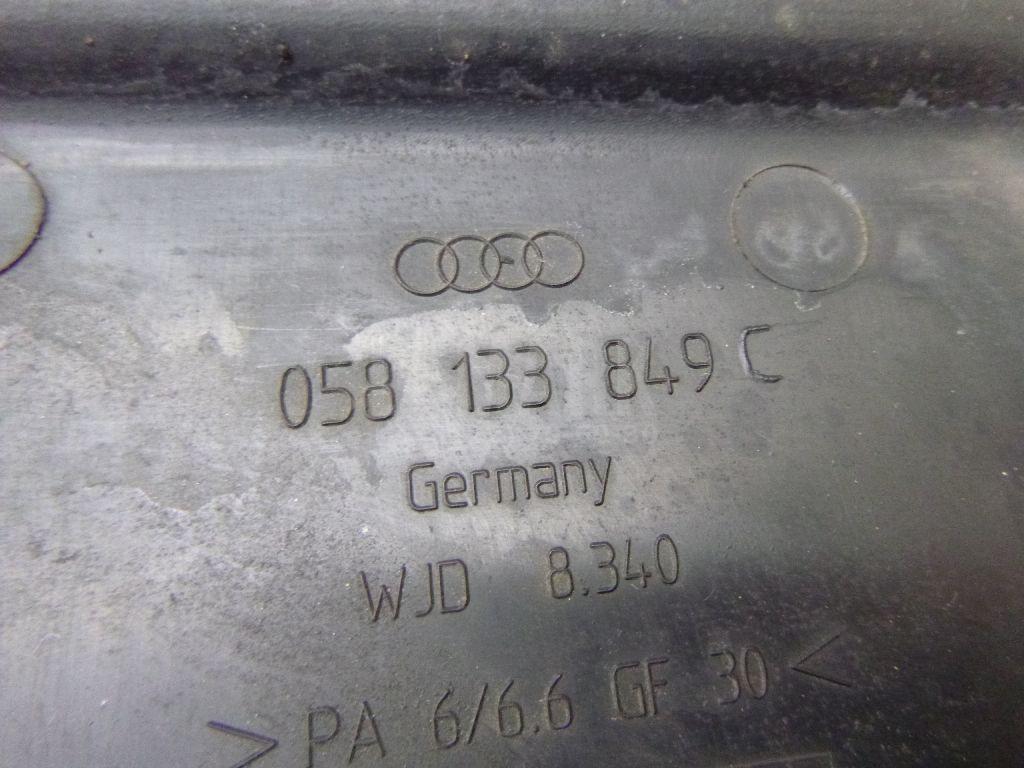 058 133 849 C
Germany
WJD 8.340
>PA 6/6.6 GF 30<